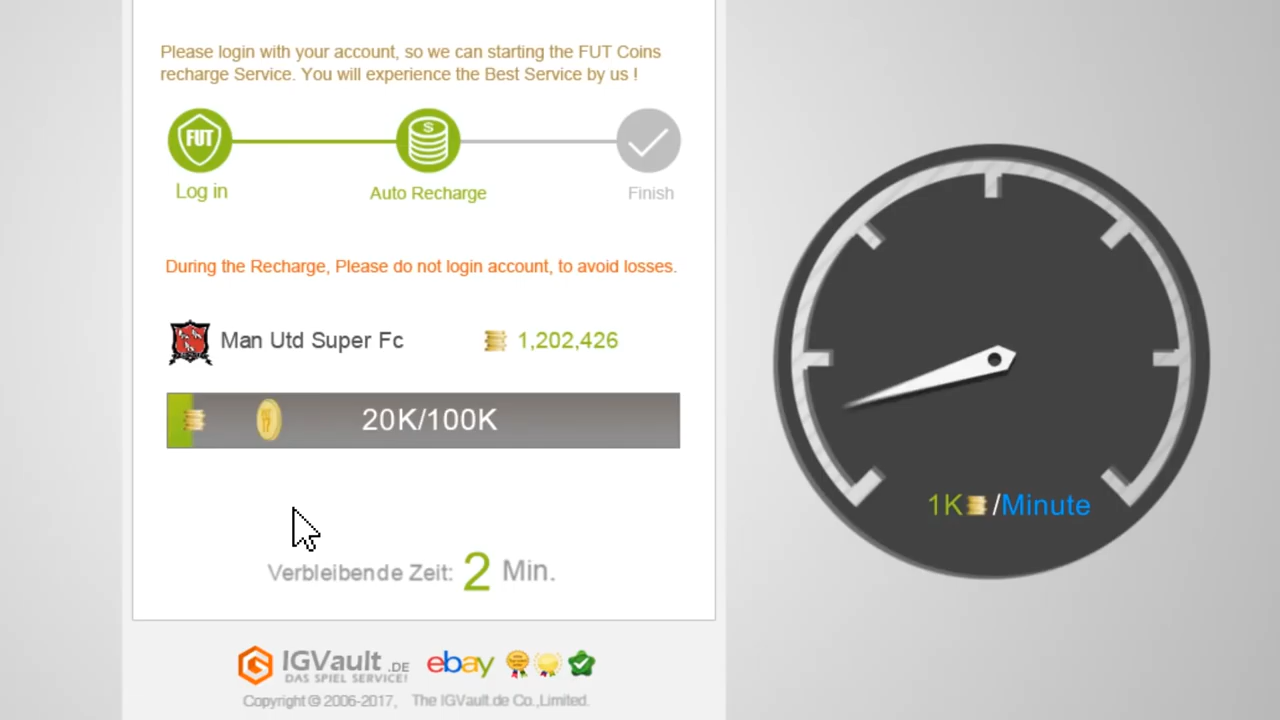 Please login with your account, so we can starting the FUT Coins
recharge Service. You will experience the Best Service by us !
FUT
$
Log in
Auto Recharge
Finish
During the Recharge, Please do not login account, to avoid losses.
Man Utd Super Fc
1,202,426
20K/100K
1K/Minute
Verbleibende Zeit: 2 Min.
IGVault.DE
DAS SPIEL SERVICE!
ebay
Copyright © 2006-2017, The IGVault.de Co.,Limited.